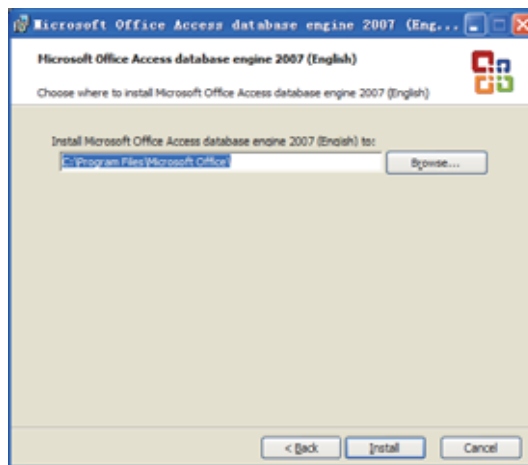 Microsoft Office Access database engine 2007 (Eng...
Microsoft Office Access database engine 2007 (English)
Choose where to install Microsoft Office Access database engine 2007 (English)
Install Microsoft Office Access database engine 2007 (English) to:
C:\Program Files\Microsoft Office\
Browse...
< Back
Install
Cancel